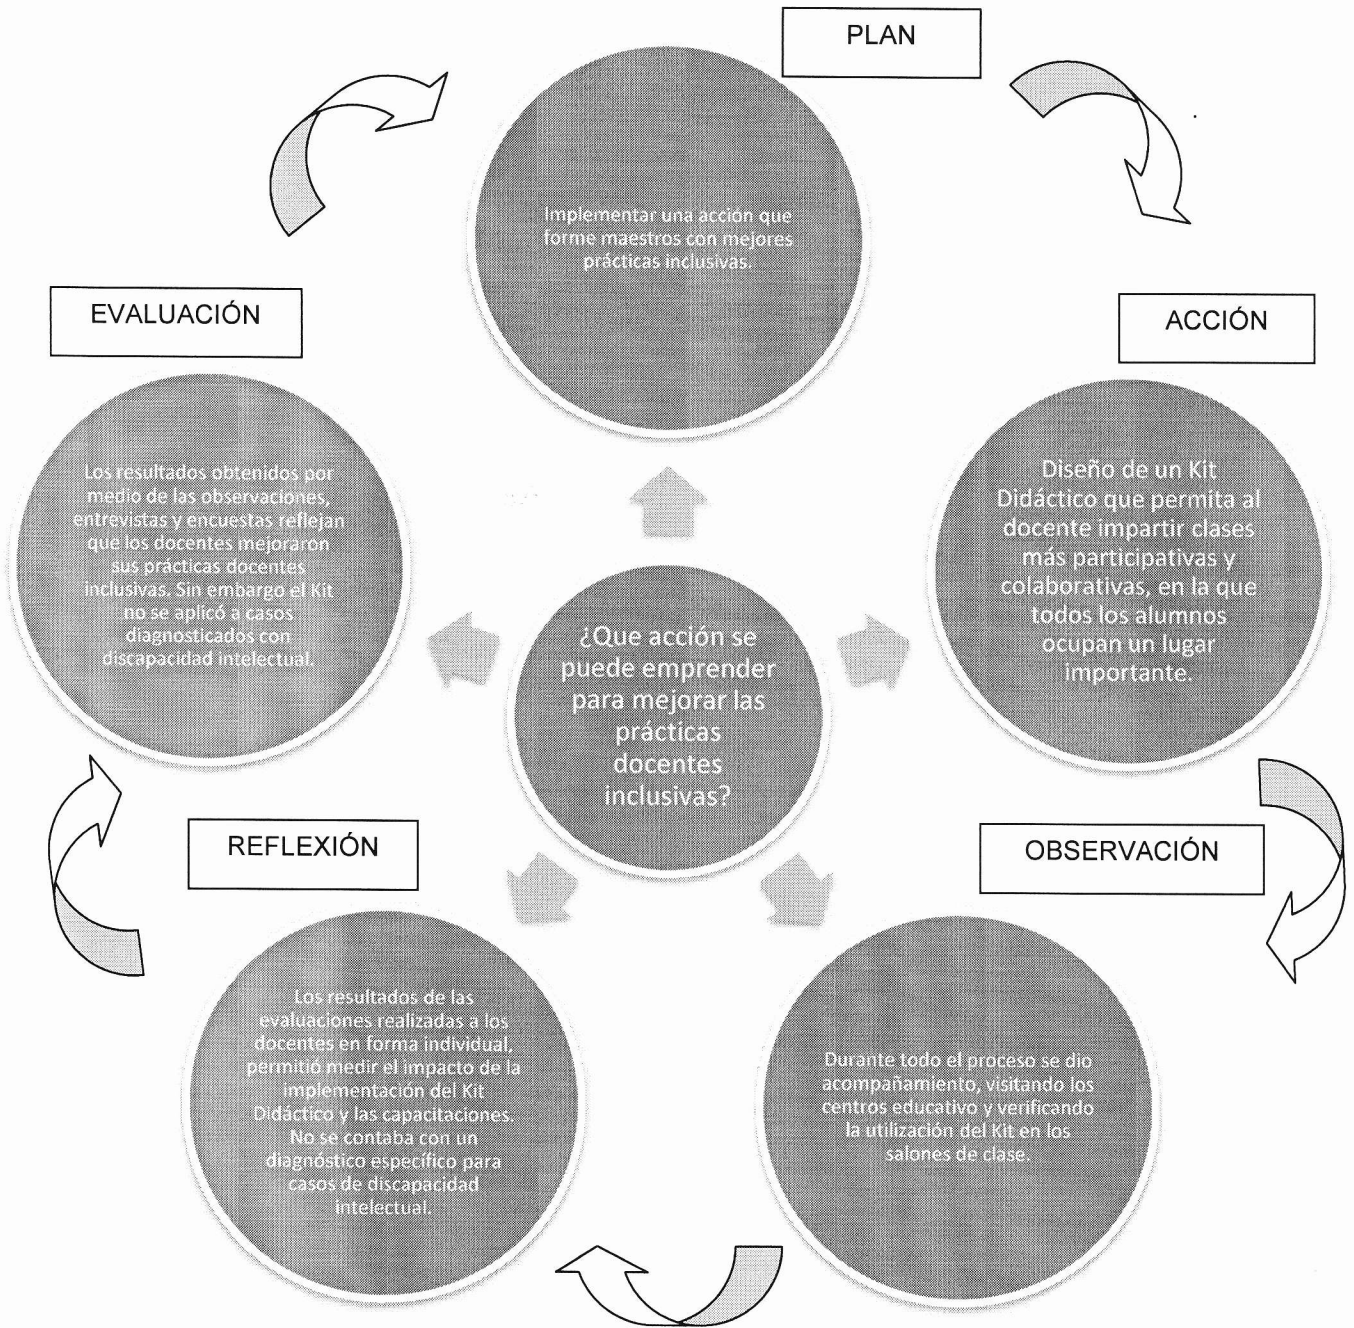 PLAN
Implementar una acción que
forme maestros con mejores
prácticas inclusivas.
EVALUACIÓN
ACCIÓN
Los resultados obtenidos por
medio de las observaciones,
entrevistas y encuestas reflejan
que los docentes mejoraron
sus prácticas docentes
inclusivas. Sin embargo el Kit
no se aplicó a casos
diagnosticados con
discapacidad intelectual.
Diseño de un Kit
Didáctico que permita al
docente impartir clases
más participativas y
colaborativas, en la que
todos los alumnos
ocupan un lugar
importante.
¿Que acción se
puede emprender
para mejorar las
prácticas
docentes
inclusivas?
REFLEXIÓN
OBSERVACIÓN
Los resultados de las
evaluaciones realizadas a los
docentes en forma individual,
permitió medir el impacto de la
implementación del Kit
Didáctico y las capacitaciones.
No se contaba con un
diagnóstico específico para
casos de discapacidad
intelectual.
Durante todo el proceso se dio
acompañamiento, visitando los
centros educativo y verificando
la utilización del Kit en los
salones de clase.